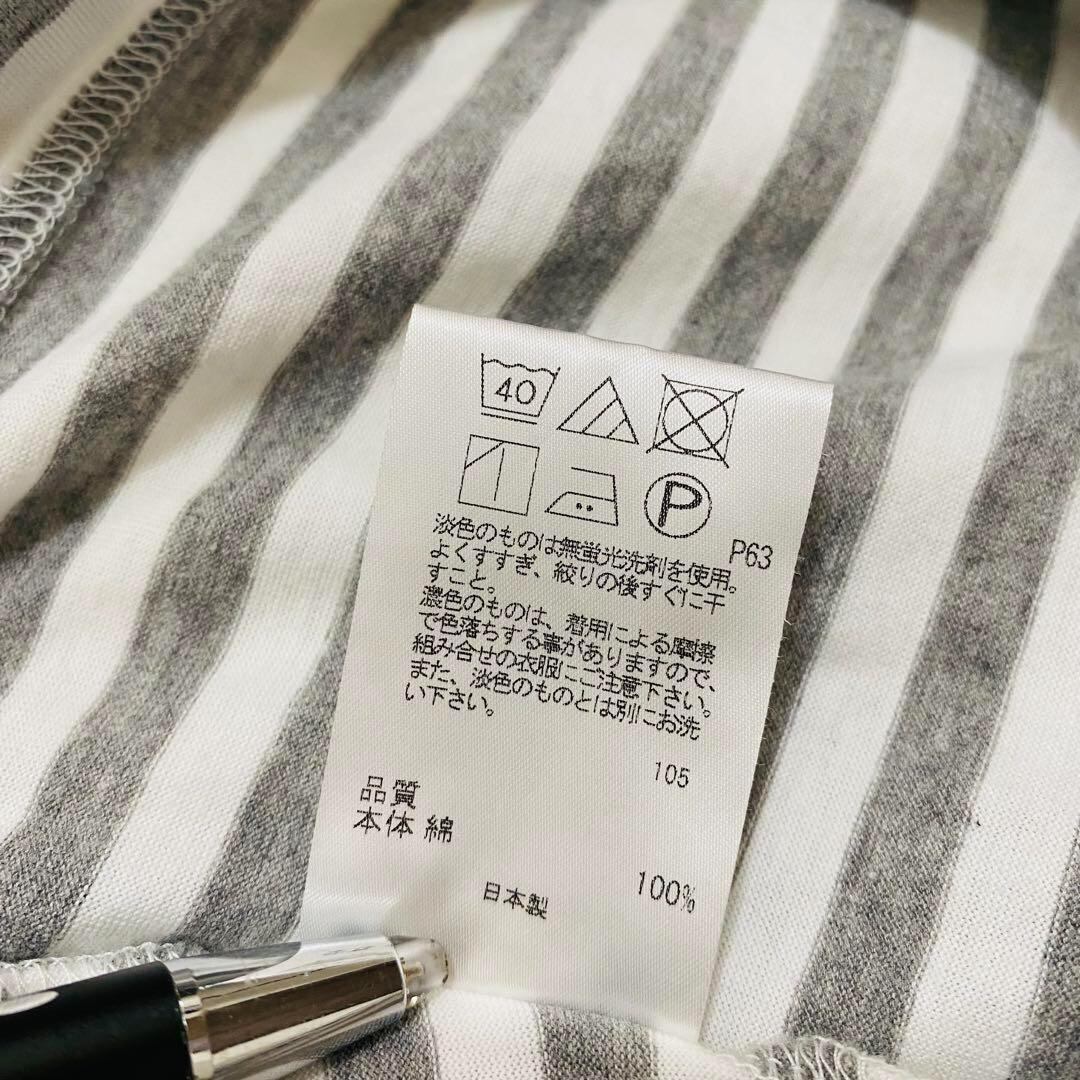 40
P
P63
淡色のものは無蛍光洗剤を使用。
よくすすぎ、絞りの後すぐに干
すこと。
濃色のものは、着用による摩擦
で色落ちする事がありますので、
組み合せの衣服にご注意下さい。
また、淡色のものとは別にお洗
い下さい。
105
品質
本体 綿
100%
日本製